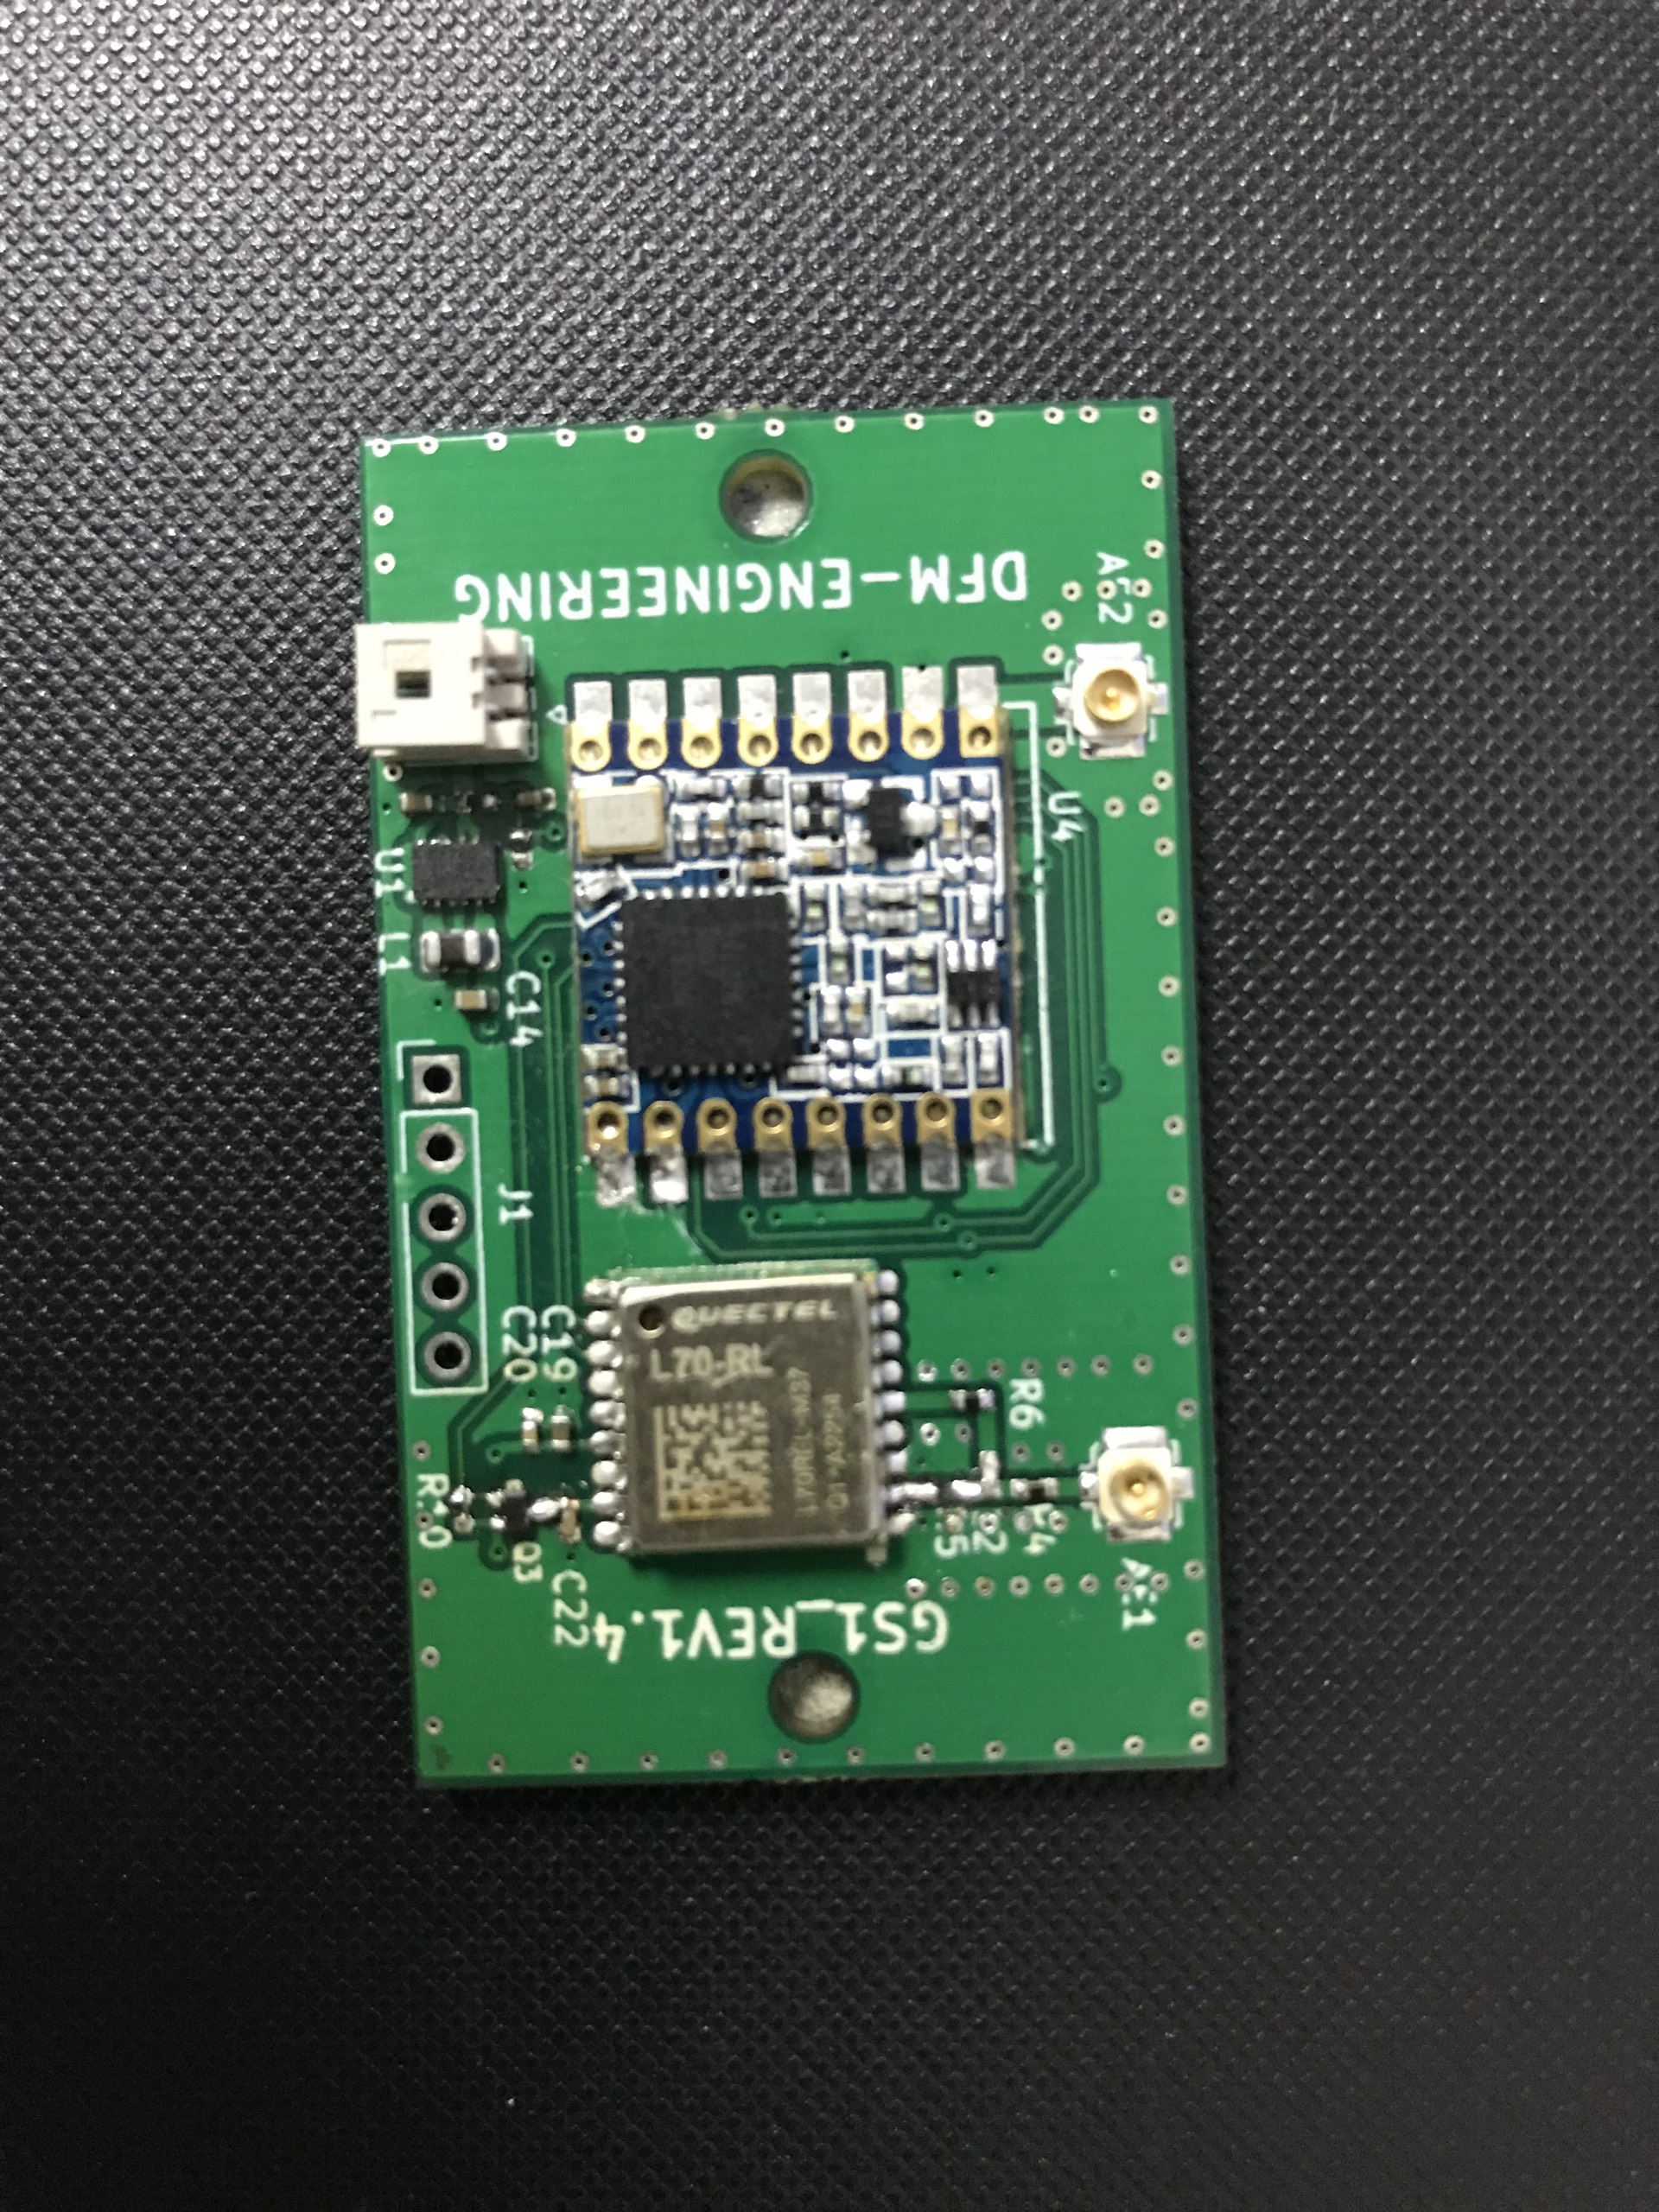 DFM-ENGINEERING
AE2
U4
U1
L1
C14
J1
C20
C19
QUECTEL
L70-RL
R6
R10
Q3
C22
AE1
GS1_REV1.4